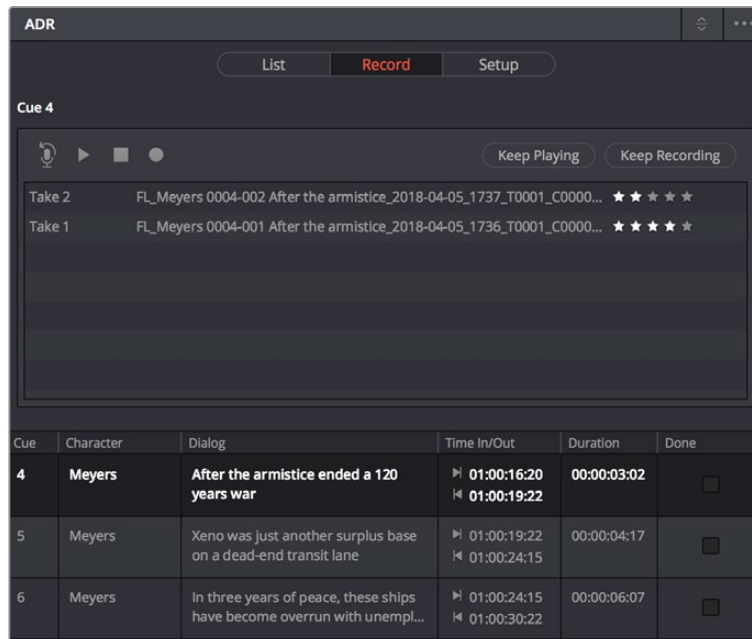 ADR
List Record Setup
Cue 4
Keep Playing Keep Recording
Take 2 FL_Meyers 0004-002 After the armistice_2018-04-05_1737_T0001_C0000...
Take 1 FL_Meyers 0004-001 After the armistice_2018-04-05_1736_T0001_C0000...
Cue Character Dialog Time In/Out Duration Done
4 Meyers After the armistice ended a 120 01:00:16:20 00:00:03:02
years war 01:00:19:22
5 Meyers Xeno was just another surplus base 01:00:19:22 00:00:04:17
on a dead-end transit lane 01:00:24:15
6 Meyers In three years of peace, these ships 01:00:24:15 00:00:06:07
have become overrun with unempl... 01:00:30:22